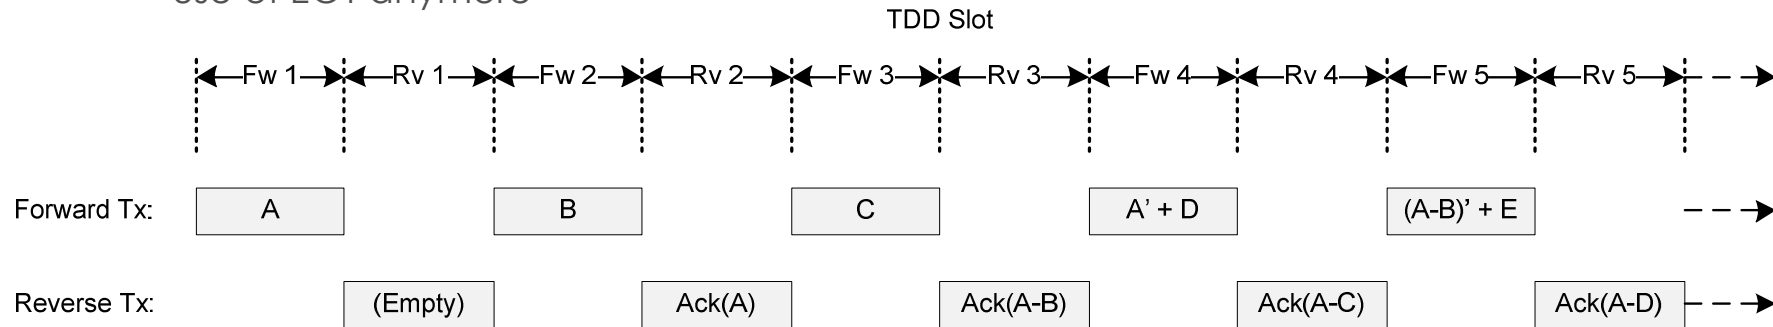 TDD Slot
Fw 1 Rv 1 Fw 2 Rv 2 Fw 3 Rv 3 Fw 4 Rv 4 Fw 5 Rv 5
Forward Tx: A B C A' + D (A-B)' + E
Reverse Tx: (Empty) Ack(A) Ack(A-B) Ack(A-C) Ack(A-D)